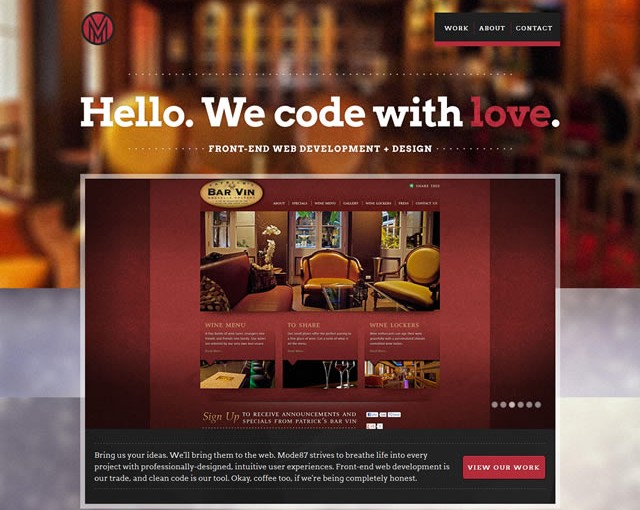 WORK ABOUT CONTACT
Hello. We code with love.
FRONT-END WEB DEVELOPMENT + DESIGN
BAR VIN
SHARE THIS
ABOUT SPECIALS WINE MENU GALLERY WINE LOCKERS PRESS CONTACT US
WINE MENU TO SHARE WINE LOCKERS
Sign Up TO RECEIVE ANNOUNCEMENTS AND
SPECIALS FROM PATRICK'S BAR VIN
Bring us your ideas. We'll bring them to the web. Mode87 strives to breathe life into every
project with professionally-designed, intuitive user experiences. Front-end web development is
our trade, and clean code is our tool. Okay, coffee too, if we're being completely honest.
VIEW OUR WORK